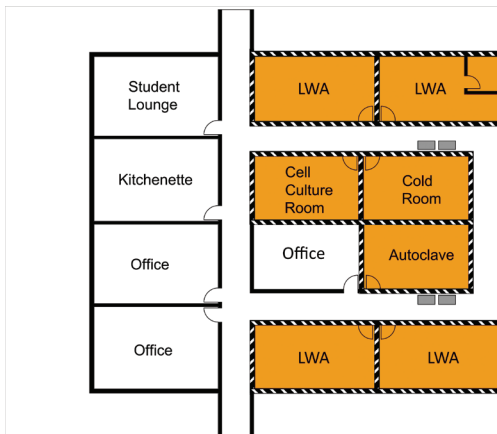 Student
Lounge
LWA
LWA
Kitchenette
Cell
Culture
Room
Cold
Room
Office
Office
Autoclave
Office
LWA
LWA